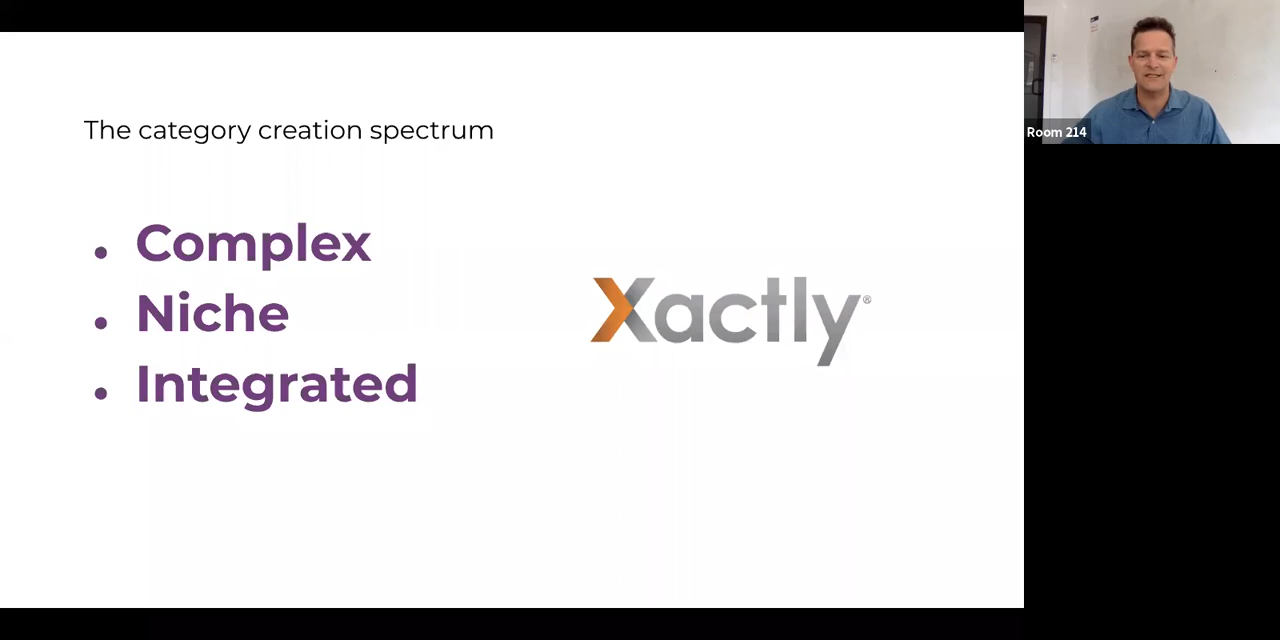 The category creation spectrum
• Complex
• Niche
• Integrated
Xactly®
Room 214